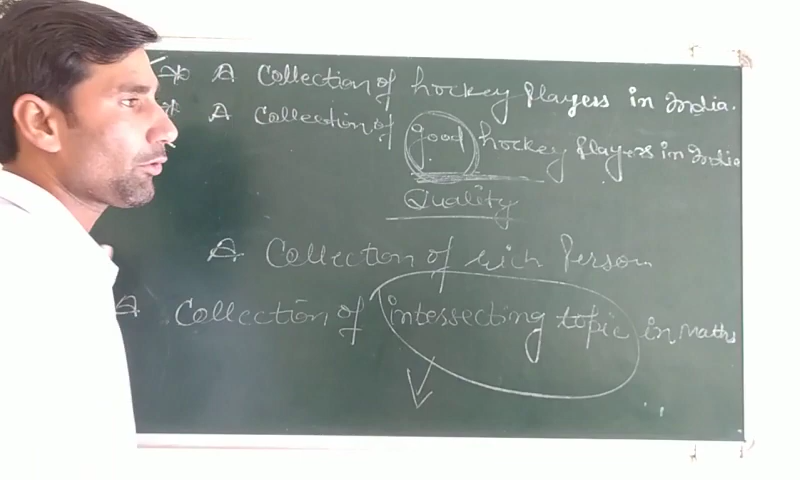 * A Collection of hockey Players in India.
* A Collection of good hockey Players in India
Quality
A Collection of rich Person
A Collection of intessecting topic in Maths